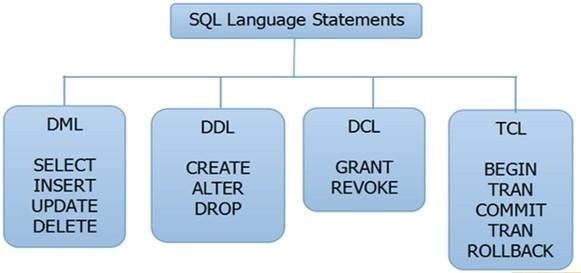 SQL Language Statements
DML
SELECT
INSERT
UPDATE
DELETE
DDL
CREATE
ALTER
DROP
DCL
GRANT
REVOKE
TCL
BEGIN
TRAN
COMMIT
TRAN
ROLLBACK